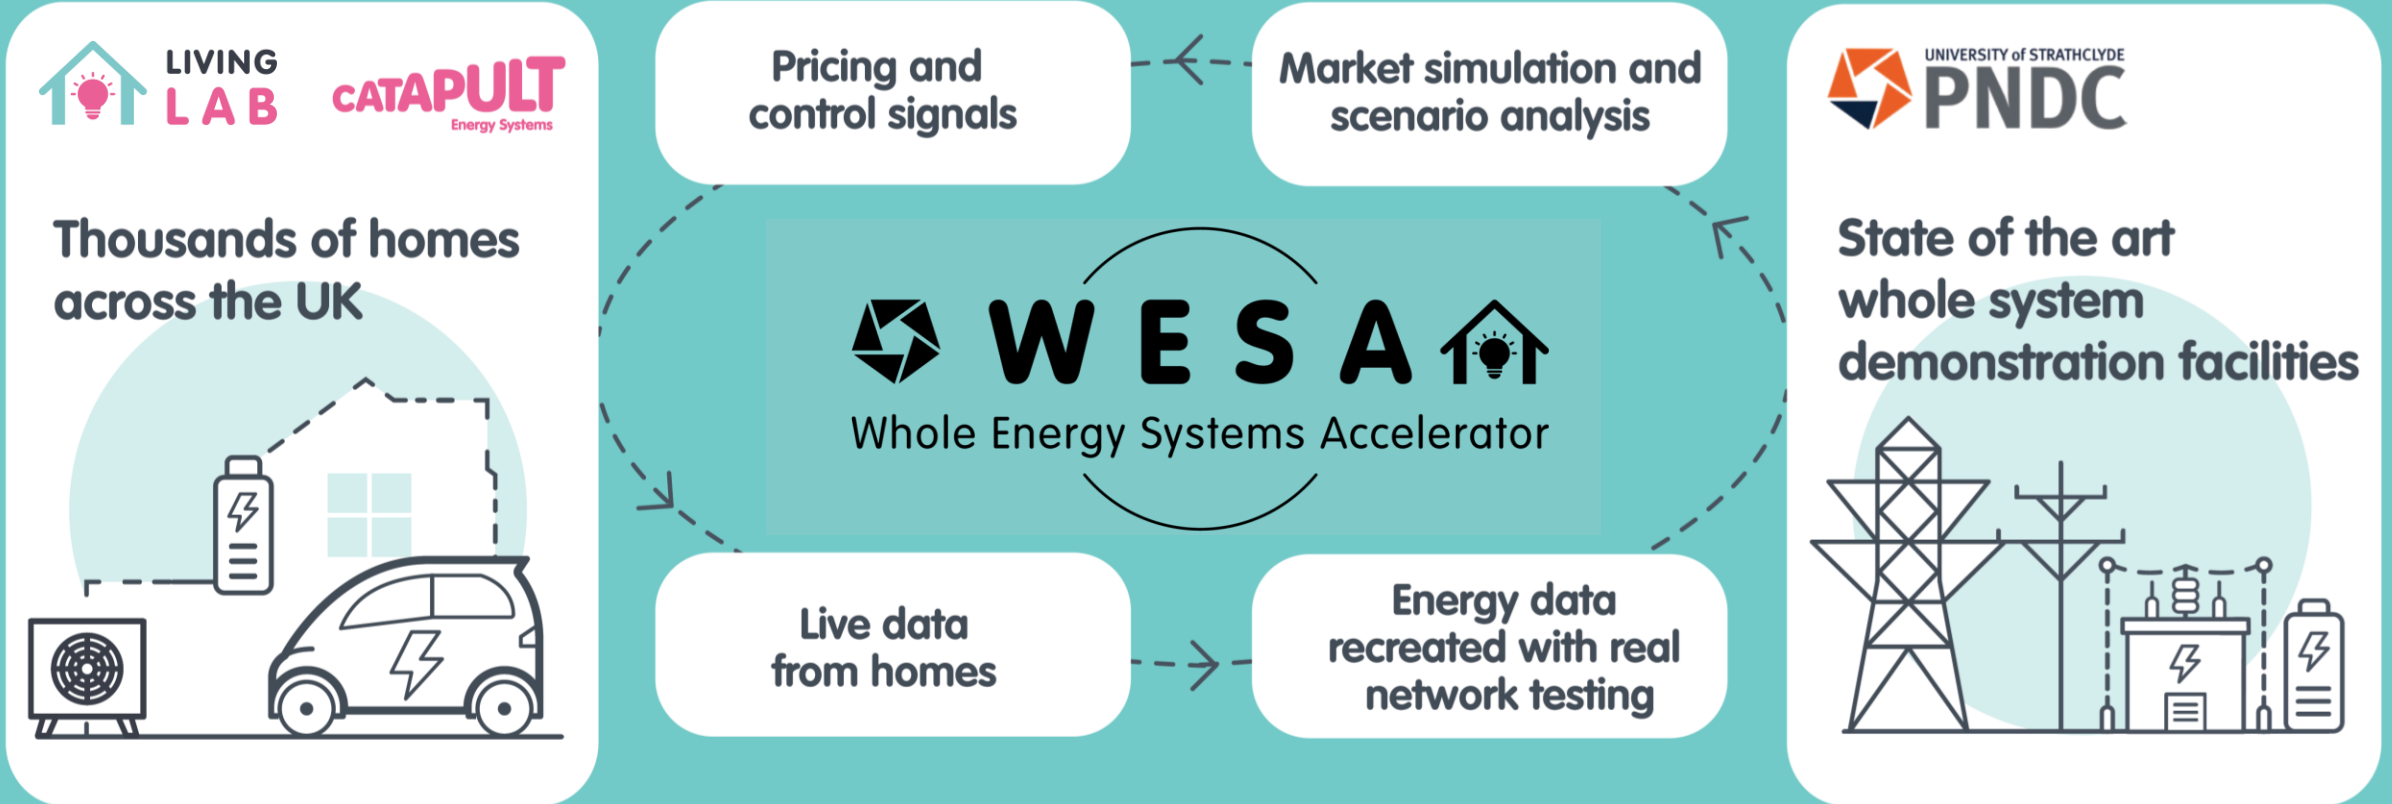 LIVING
LAB
CATAPULT
Energy Systems
Thousands of homes
across the UK
Pricing and
control signals
Market simulation and
scenario analysis
W E S A
Whole Energy Systems Accelerator
Live data
from homes
Energy data
recreated with real
network testing
UNIVERSITY of STRATHCLYDE
PNDC
State of the art
whole system
demonstration facilities